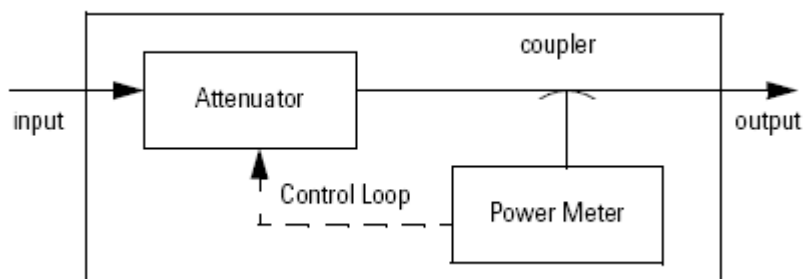 coupler
Attenuator
input
output
Control Loop
Power Meter